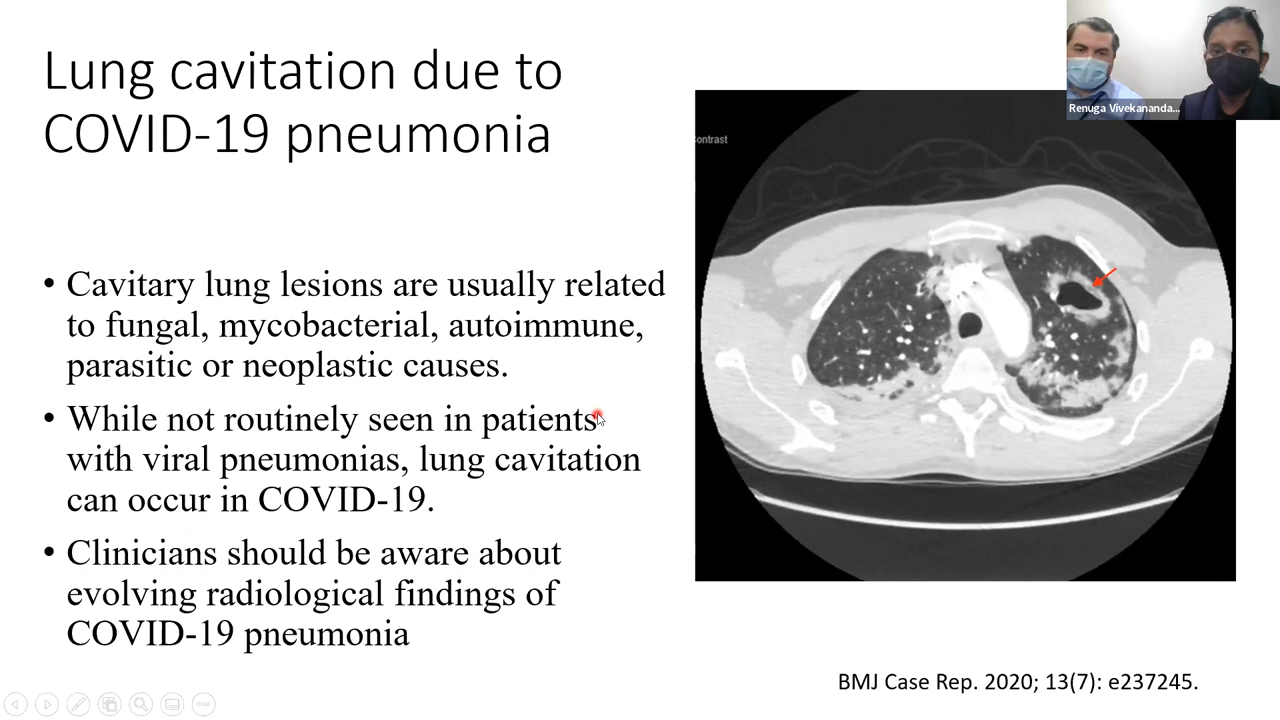 Lung cavitation due to
COVID-19 pneumonia
• Cavitary lung lesions are usually related
to fungal, mycobacterial, autoimmune,
parasitic or neoplastic causes.
• While not routinely seen in patients
with viral pneumonias, lung cavitation
can occur in COVID-19.
• Clinicians should be aware about
evolving radiological findings of
COVID-19 pneumonia
Renuga Vivekananda...
ontrast
BMJ Case Rep. 2020; 13(7): e237245.